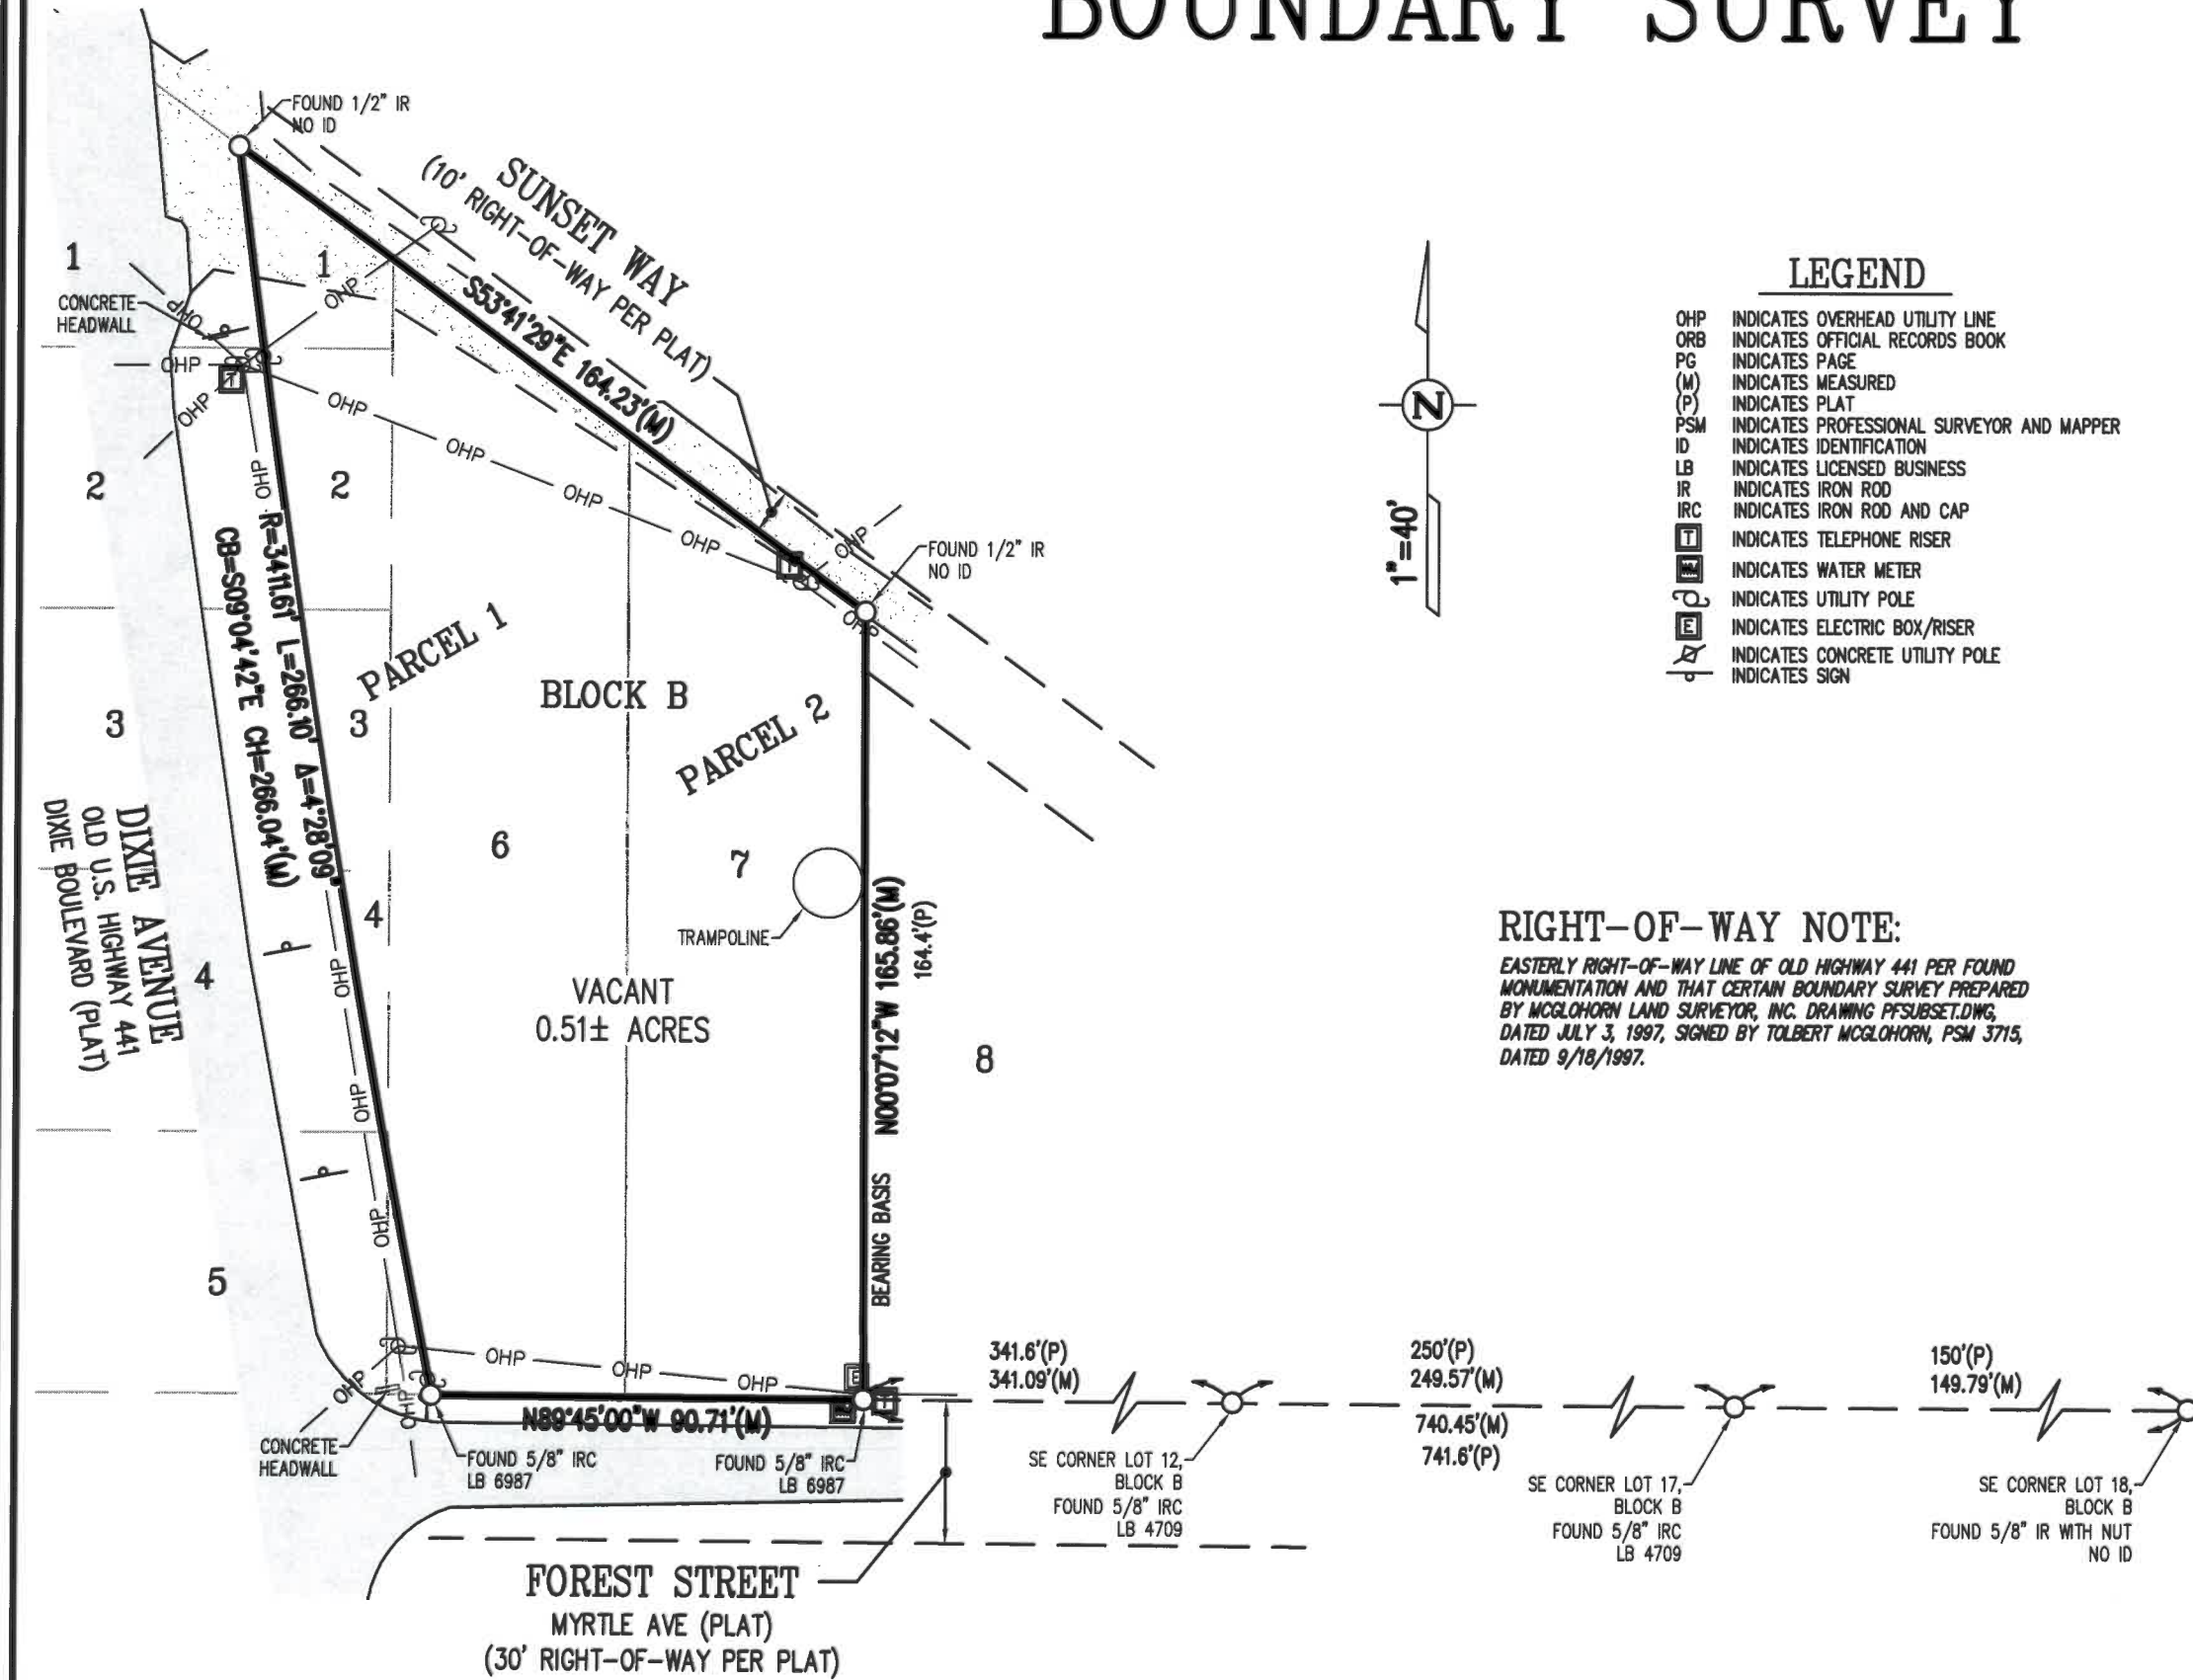 BOUNDARY SURVEY
FOUND 1/2" IR
NO ID
SUNSET WAY
(10' RIGHT-OF-WAY PER PLAT)
S53°41'29"E 164.23'(M)
1
1
CONCRETE
HEADWALL
OHP
OHP
OHP
OHP
OHP
OHP
OHP
OHP
OHP
OHP
T
T
2
2
OHP
R=3411.61' L=266.10' Δ=4°28'09"
CB=S09°04'42"E CH=266.04'(M)
FOUND 1/2" IR
NO ID
PARCEL 1
BLOCK B
PARCEL 2
3
3
DIXIE AVENUE
OLD U.S. HIGHWAY 441
DIXIE BOULEVARD (PLAT)
6
7
TRAMPOLINE
4
4
N00°07'12"W 165.86'(M)
164.4'(P)
BEARING BASIS
VACANT
0.51± ACRES
8
OHP
OHP
OHP
5
OHP
OHP
OHP
OHP
OHP
E
T
N89°45'00"W 90.71'(M)
CONCRETE
HEADWALL
FOUND 5/8" IRC
LB 6987
FOUND 5/8" IRC
LB 6987
FOREST STREET
MYRTLE AVE (PLAT)
(30' RIGHT-OF-WAY PER PLAT)
N
1"=40'
LEGEND
OHP INDICATES OVERHEAD UTILITY LINE
ORB INDICATES OFFICIAL RECORDS BOOK
PG INDICATES PAGE
(M) INDICATES MEASURED
(P) INDICATES PLAT
PSM INDICATES PROFESSIONAL SURVEYOR AND MAPPER
ID INDICATES IDENTIFICATION
LB INDICATES LICENSED BUSINESS
IR INDICATES IRON ROD
IRC INDICATES IRON ROD AND CAP
T INDICATES TELEPHONE RISER
INDICATES WATER METER
INDICATES UTILITY POLE
E INDICATES ELECTRIC BOX/RISER
INDICATES CONCRETE UTILITY POLE
INDICATES SIGN
RIGHT-OF-WAY NOTE:
EASTERLY RIGHT-OF-WAY LINE OF OLD HIGHWAY 441 PER FOUND
MONUMENTATION AND THAT CERTAIN BOUNDARY SURVEY PREPARED
BY MCGLOHORN LAND SURVEYOR, INC. DRAWING PFSUBSET.DWG,
DATED JULY 3, 1997, SIGNED BY TOLBERT MCGLOHORN, PSM 3715,
DATED 9/18/1997.
341.6'(P)
341.09'(M)
SE CORNER LOT 12,
BLOCK B
FOUND 5/8" IRC
LB 4709
250'(P)
249.57'(M)
740.45'(M)
741.6'(P)
SE CORNER LOT 17,
BLOCK B
FOUND 5/8" IRC
LB 4709
150'(P)
149.79'(M)
SE CORNER LOT 18,
BLOCK B
FOUND 5/8" IR WITH NUT
NO ID